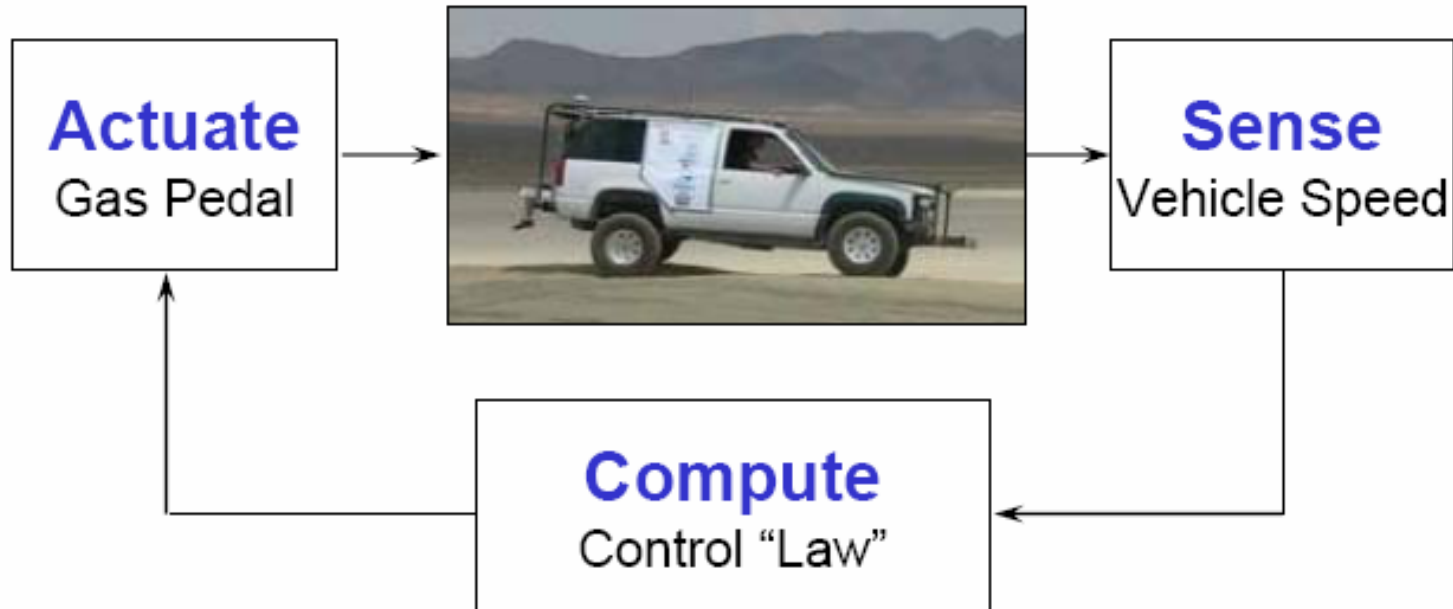 Actuate
Gas Pedal
Sense
Vehicle Speed
Compute
Control “Law”